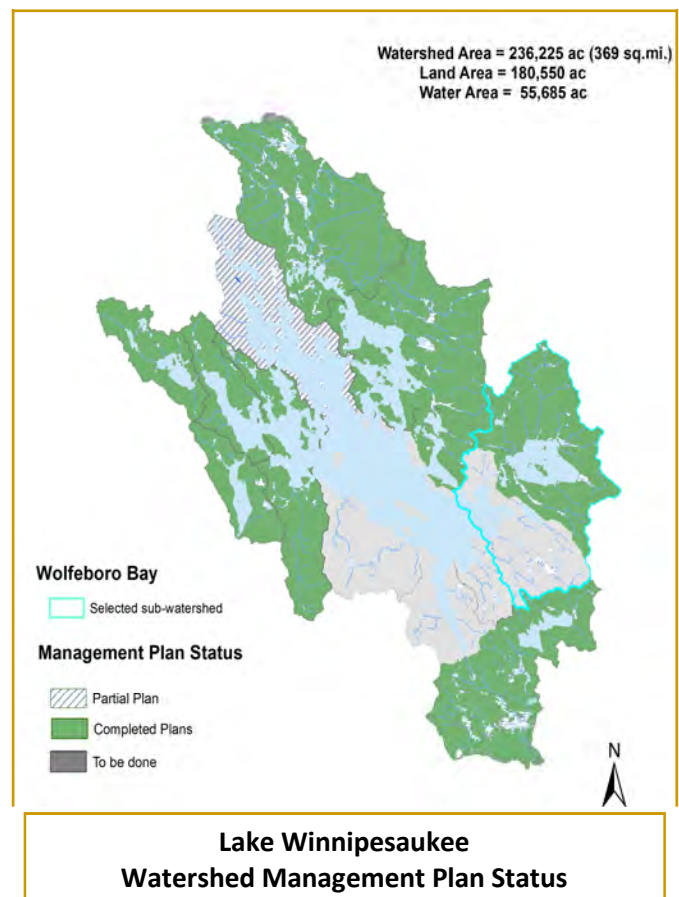 Watershed Area = 236,225 ac (369 sq.mi.)
Land Area = 180,550 ac
Water Area = 55,685 ac
Wolfeboro Bay
Selected sub-watershed
Management Plan Status
Partial Plan
Completed Plans
To be done
N
Lake Winnipesaukee
Watershed Management Plan Status